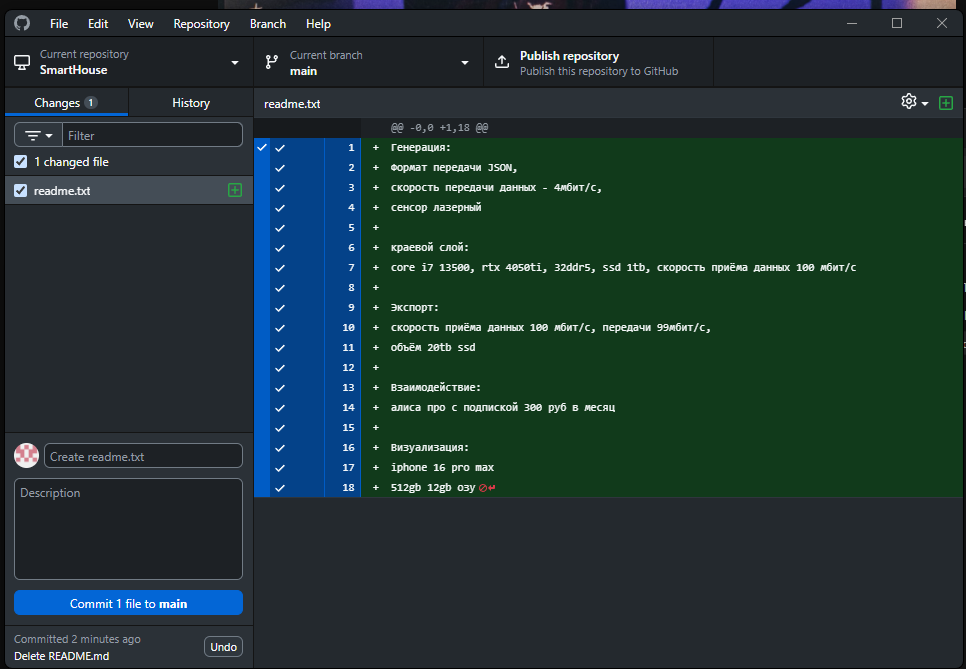 File Edit View Repository Branch Help
Current repository
SmartHouse
Current branch
main
Publish repository
Publish this repository to GitHub
Changes 1
History
Filter
1 changed file
readme.txt
Create readme.txt
Description
Commit 1 file to main
Committed 2 minutes ago
Delete README.md
Undo
readme.txt
@@ -0,0 +1,18 @@
1 + Генерация:
2 + Формат передачи JSON,
3 + скорость передачи данных - 4мбит/с,
4 + сенсор лазерный
5 +
6 + краевой слой:
7 + core i7 13500, rtx 4050ti, 32ddr5, ssd 1tb, скорость приёма данных 100 мбит/с
8 +
9 + Экспорт:
10 + скорость приёма данных 100 мбит/с, передачи 99мбит/с,
11 + объём 20tb ssd
12 +
13 + Взаимодействие:
14 + алиса про с подпиской 300 руб в месяц
15 +
16 + Визуализация:
17 + iphone 16 pro max
18 + 512gb 12gb озу